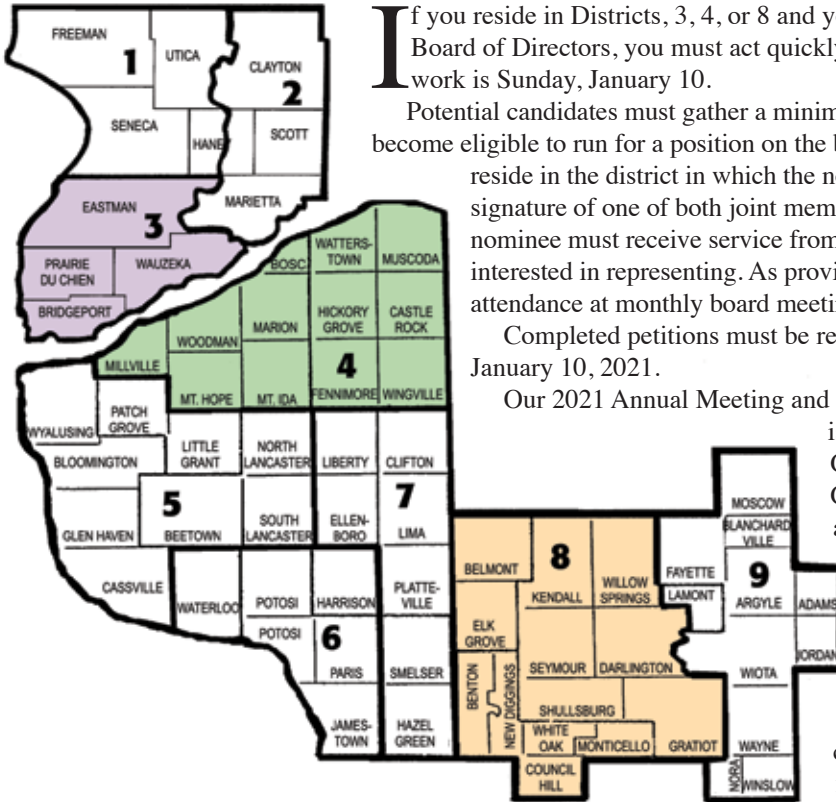 If you reside in Districts, 3, 4, or 8 and
Board of Directors, you must act quickly
work is Sunday, January 10.
Potential candidates must gather a
become eligible to run for a position on the
reside in the district in which the
signature of one of both joint
nominee must receive service from
interested in representing. As
attendance at monthly board
Completed petitions must be
January 10, 2021.
Our 2021 Annual Meeting and
FREEMAN
1
UTICA
CLAYTON
2
SENECA
HANE
SCOTT
MARIETTA
EASTMAN
3
PRAIRIE
DU CHIEN
WAUZEKA
BRIDGEPORT
BOSC.
WATTERS-
TOWN
MUSCODA
WOODMAN
MARION
HICKORY
GROVE
CASTLE
ROCK
MILLVILLE
4
MT. HOPE
MT. IDA
FENNIMORE
WINGVILLE
WYALUSING
PATCH
GROVE
BLOOMINGTON
LITTLE
GRANT
NORTH
LANCASTER
LIBERTY
CLIFTON
5
7
GLEN HAVEN
BEETOWN
SOUTH
LANCASTER
ELLEN-
BORO
LIMA
CASSVILLE
WATERLOO
POTOSI
HARRISON
PLATTE-
VILLE
POTOSI
6
PARIS
SMELSER
JAMES-
TOWN
HAZEL
GREEN
BELMONT
8
KENDALL
WILLOW
SPRINGS
ELK
GROVE
SEYMOUR
DARLINGTON
BENTON
NEW DIGGINGS
SHULLSBURG
WHITE
OAK
MONTICELLO
GRATIOT
COUNCIL
HILL
MOSCOW
BLANCHARD
VILLE
FAYETTE
9
LAMONT
ARGYLE
ADAMS
JORDAN
WIOTA
WAYNE
NORA
WINSLOW